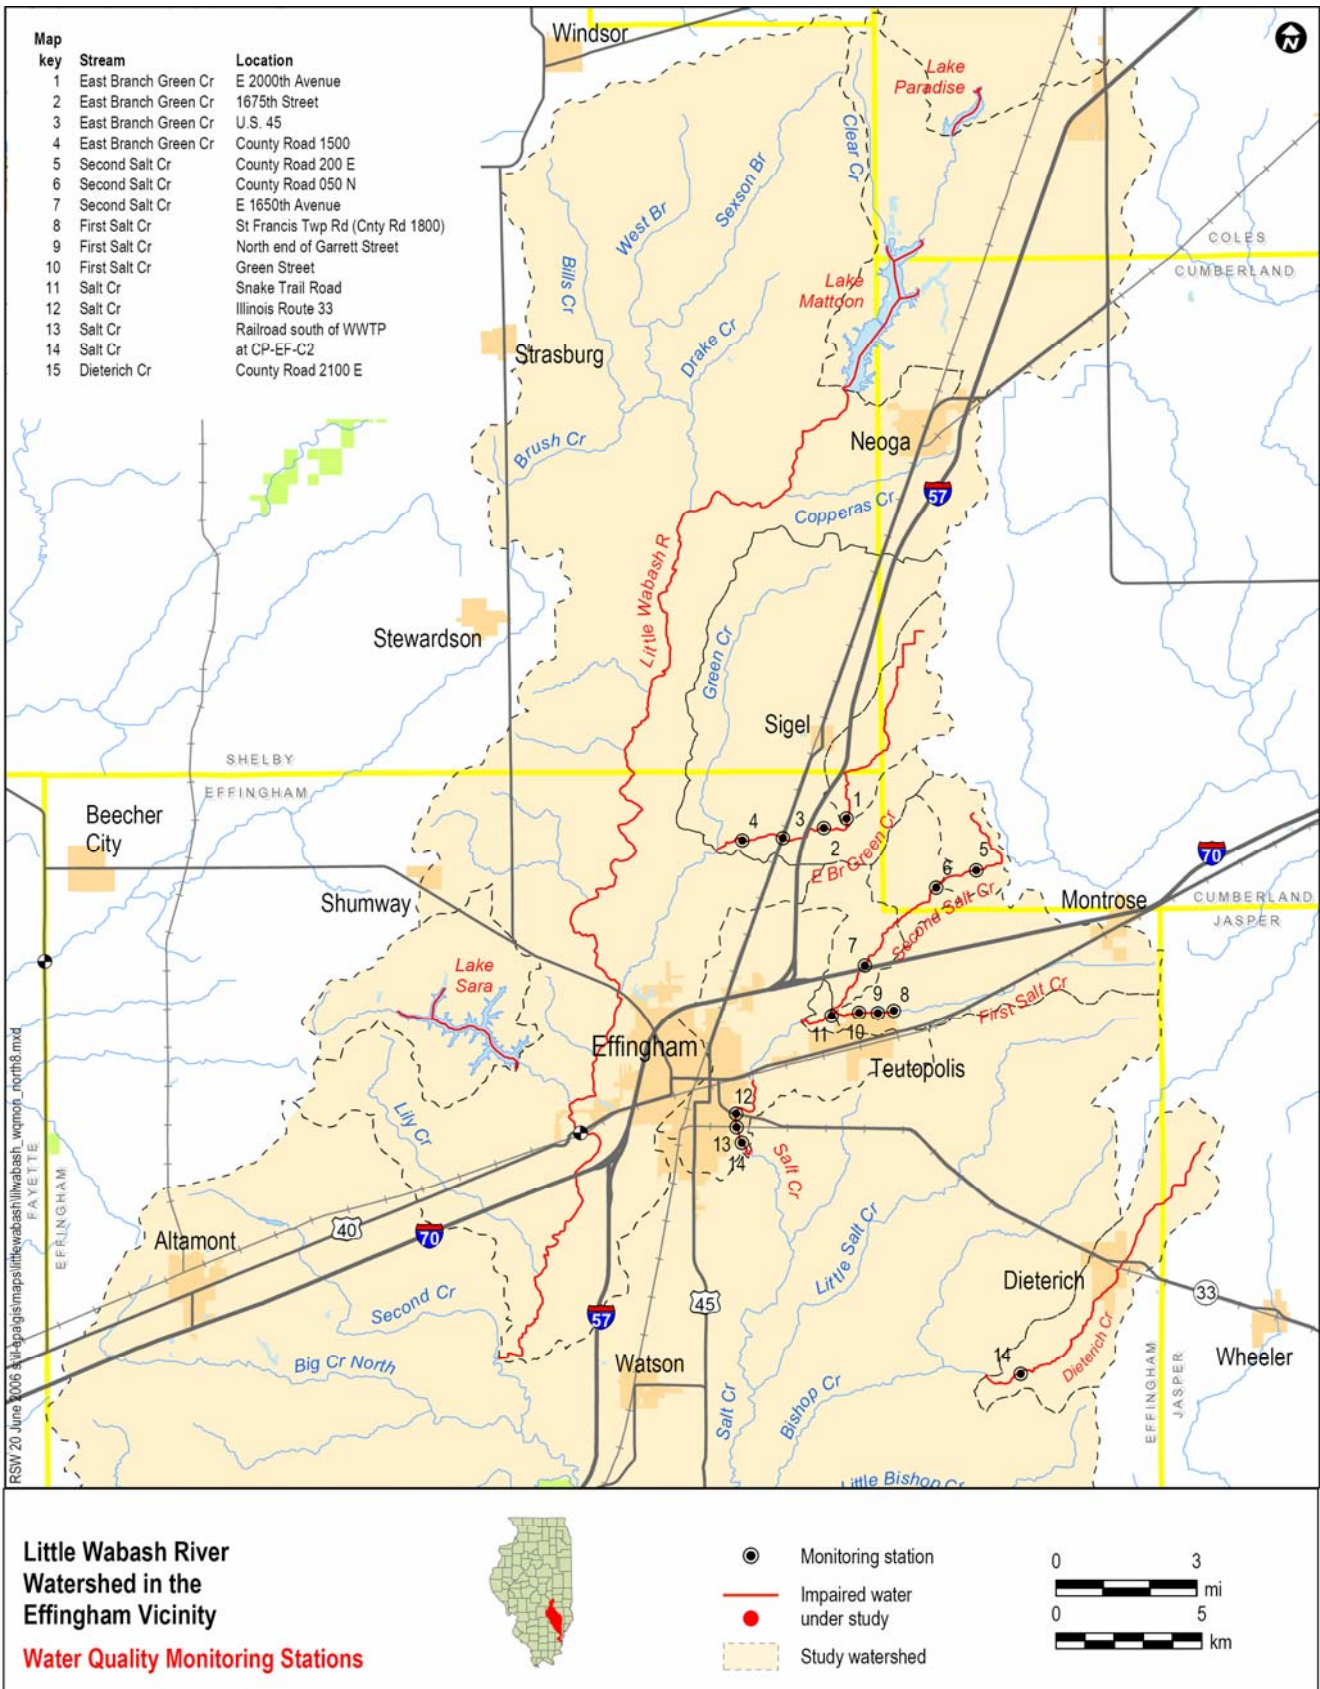 Map
key Stream Location
1 East Branch Green Cr E 2000th Avenue
2 East Branch Green Cr 1675th Street
3 East Branch Green Cr U.S. 45
4 East Branch Green Cr County Road 1500
5 Second Salt Cr County Road 200 E
6 Second Salt Cr County Road 050 N
7 Second Salt Cr E 1650th Avenue
8 First Salt Cr St Francis Twp Rd (Cnty Rd 1800)
9 First Salt Cr North end of Garrett Street
10 First Salt Cr Green Street
11 Salt Cr Snake Trail Road
12 Salt Cr Illinois Route 33
13 Salt Cr Railroad south of WWTP
14 Salt Cr at CP-EF-C2
15 Dieterich Cr County Road 2100 E
Windsor
N
Lake
Paradise
Clear Cr
Sexson Br
West Br
Bills Cr
COLES
CUMBERLAND
Lake
Mattoon
Drake Cr
Strasburg
Brush Cr
Neoga
57
Copperas Cr
Little Wabash R
Stewardson
Green Cr
Sigel
SHELBY
EFFINGHAM
Beecher
City
1
2
3
4
E Br Green Cr
5
6
70
Second Salt Cr
Montrose
CUMBERLAND
JASPER
Shumway
7
Lake
Sara
8
9
10
11
First Salt Cr
Effingham
Teutopolis
12
13
14
Salt Cr
Lily Cr
FAYETTE
EFFINGHAM
Altamont
40
70
Little Salt Cr
Second Cr
45
Dieterich
33
57
Big Cr North
Watson
14
Dieterich Cr
Wheeler
EFFINGHAM
JASPER
Salt Cr
Bishop Cr
Little Bishop Cr
Little Wabash River
Watershed in the
Effingham Vicinity
Water Quality Monitoring Stations
Monitoring station
Impaired water
under study
Study watershed
0 3
mi
0 5
km